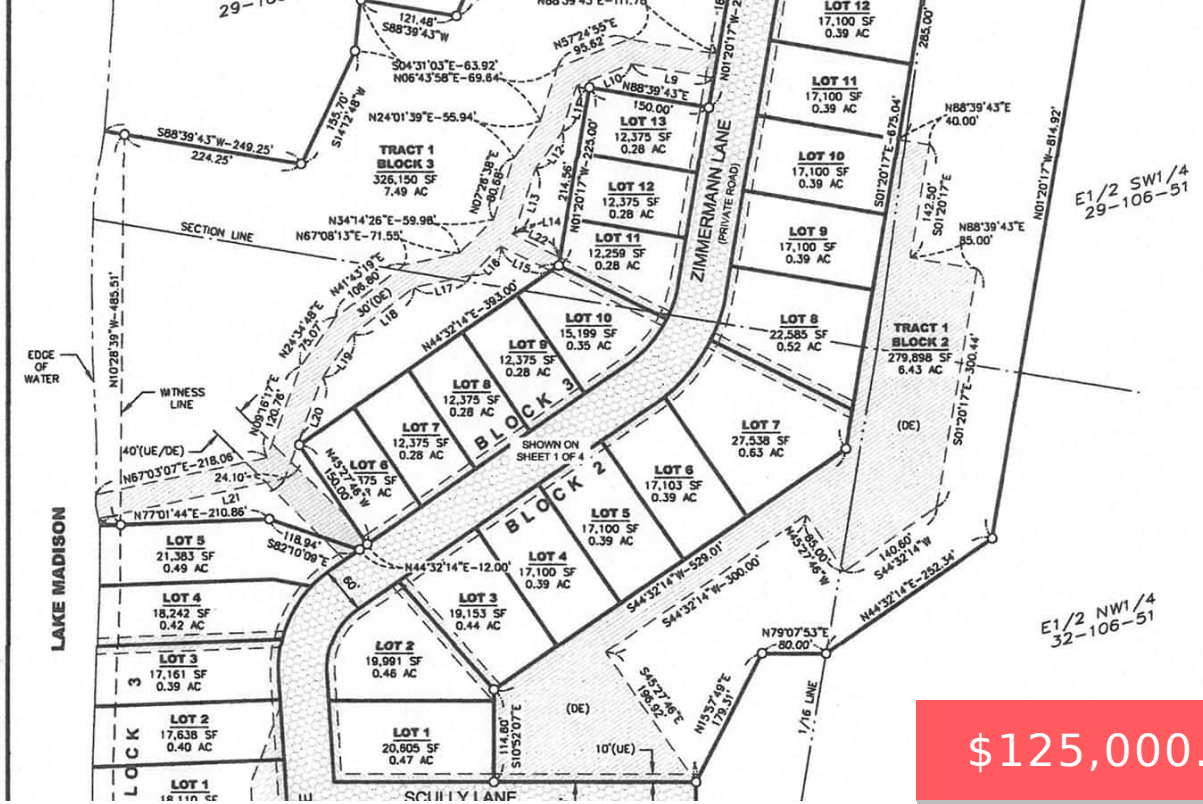 121.48'
S88°39'43"W
N57°24'55"E
95.62'
S04°31'03"E-63.92'
N06°43'58"E-69.64'
155.70'
S14°12'48"W
S88°39'43"W-249.25'
224.25'
N24°01'39"E-55.94'
TRACT 1
BLOCK 3
326,150 SF
7.49 AC
N07°26'38"E
80.68'
N34°14'26"E-59.98'
N67°08'13"E-71.55'
SECTION LINE
L10
L9
N88°39'43"E
150.00'
L12
L13
L14
L22
L15
L16
L17
L18
L19
L20
L21
214.56'
N01°20'17"W-225.00'
LOT 13
12,375 SF
0.28 AC
LOT 12
12,375 SF
0.28 AC
LOT 11
12,259 SF
0.28 AC
ZIMMERMANN LANE
(PRIVATE ROAD)
LOT 12
17,100 SF
0.39 AC
LOT 11
17,100 SF
0.39 AC
LOT 10
17,100 SF
0.39 AC
LOT 9
17,100 SF
0.39 AC
LOT 8
22,585 SF
0.52 AC
285.00'
S01°20'17"E-675.04'
N88°39'43"E
40.00'
142.50'
S01°20'17"E
N88°39'43"E
85.00'
N01°20'17"W-814.92'
E1/2 SW1/4
29-106-51
TRACT 1
BLOCK 2
279,898 SF
6.43 AC
(DE)
S01°20'17"E-300.44'
N41°43'19"E
106.80'
30'(DE)
N24°34'48"E
75.07'
N09°16'17"E
120.76'
N44°32'14"E-393.00'
LOT 10
15,199 SF
0.35 AC
LOT 9
12,375 SF
0.28 AC
LOT 8
12,375 SF
0.28 AC
LOT 7
12,375 SF
0.28 AC
LOT 6
BLOCK 3
SHOWN ON
SHEET 1 OF 4
BLOCK 2
EDGE
OF
WATER
N10°28'39"W-485.51'
WITNESS
LINE
40'(UE/DE)
N67°03'07"E-218.06'
24.10'
N45°27'46"W
150.00'
N77°01'44"E-210.86'
118.94'
S82°10'09"E
N44°32'14"E-12.00'
60'
LAKE MADISON
LOT 5
21,383 SF
0.49 AC
LOT 4
18,242 SF
0.42 AC
LOT 3
17,161 SF
0.39 AC
LOT 2
17,638 SF
0.40 AC
LOT 1
18,110 SF
LOCK 3
LOT 7
27,538 SF
0.63 AC
LOT 6
17,103 SF
0.39 AC
LOT 5
17,100 SF
0.39 AC
LOT 4
17,100 SF
0.39 AC
LOT 3
19,153 SF
0.44 AC
LOT 2
19,991 SF
0.46 AC
LOT 1
20,605 SF
0.47 AC
S44°32'14"W-529.01'
S44°32'14"W-300.00'
85.00'
N45°27'46"W
140.60'
S44°32'14"W
N44°32'14"E-252.34'
N79°07'53"E
80.00'
N15°37'49"E
179.31'
S45°27'46"E
196.92'
(DE)
10'(UE)
114.80'
S10°52'07"E
1/16 LINE
E1/2 NW1/4
32-106-51
SCULLY LANE
$125,000.